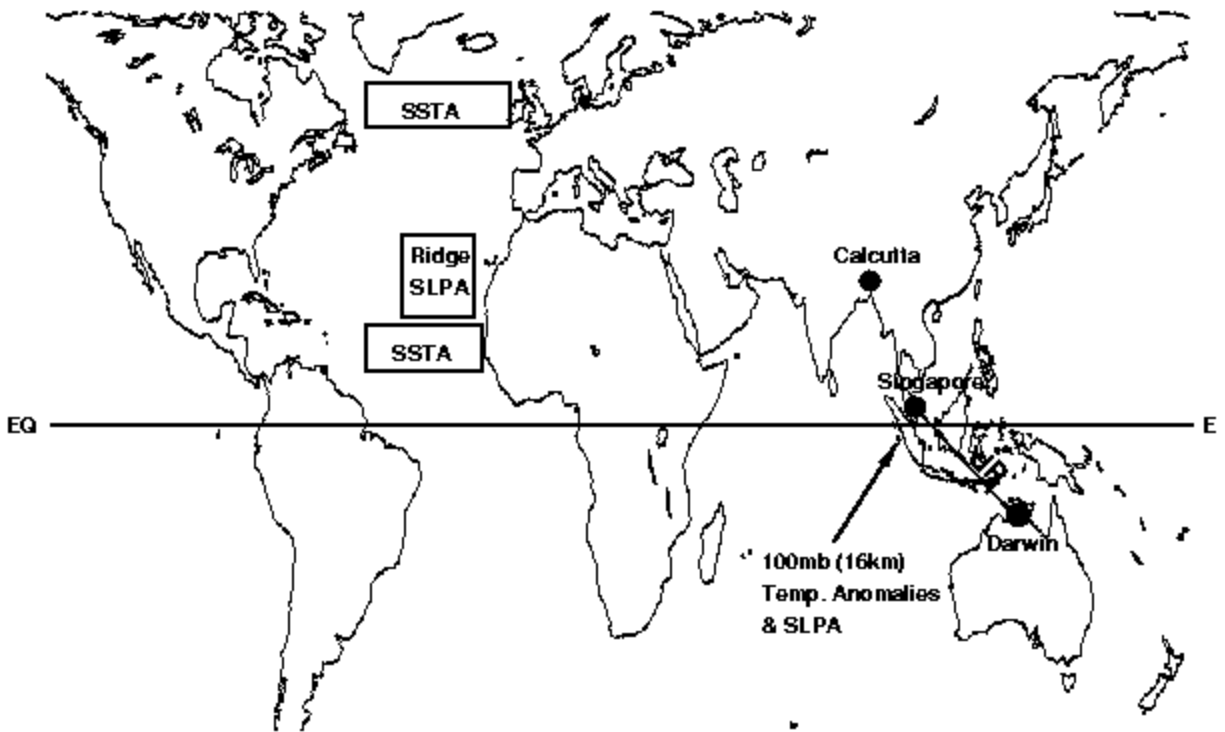 SSTA
Ridge
SLPA
SSTA
Calcutta
Singapore
EQ
E
Darwin
100mb (16km)
Temp. Anomalies
& SLPA